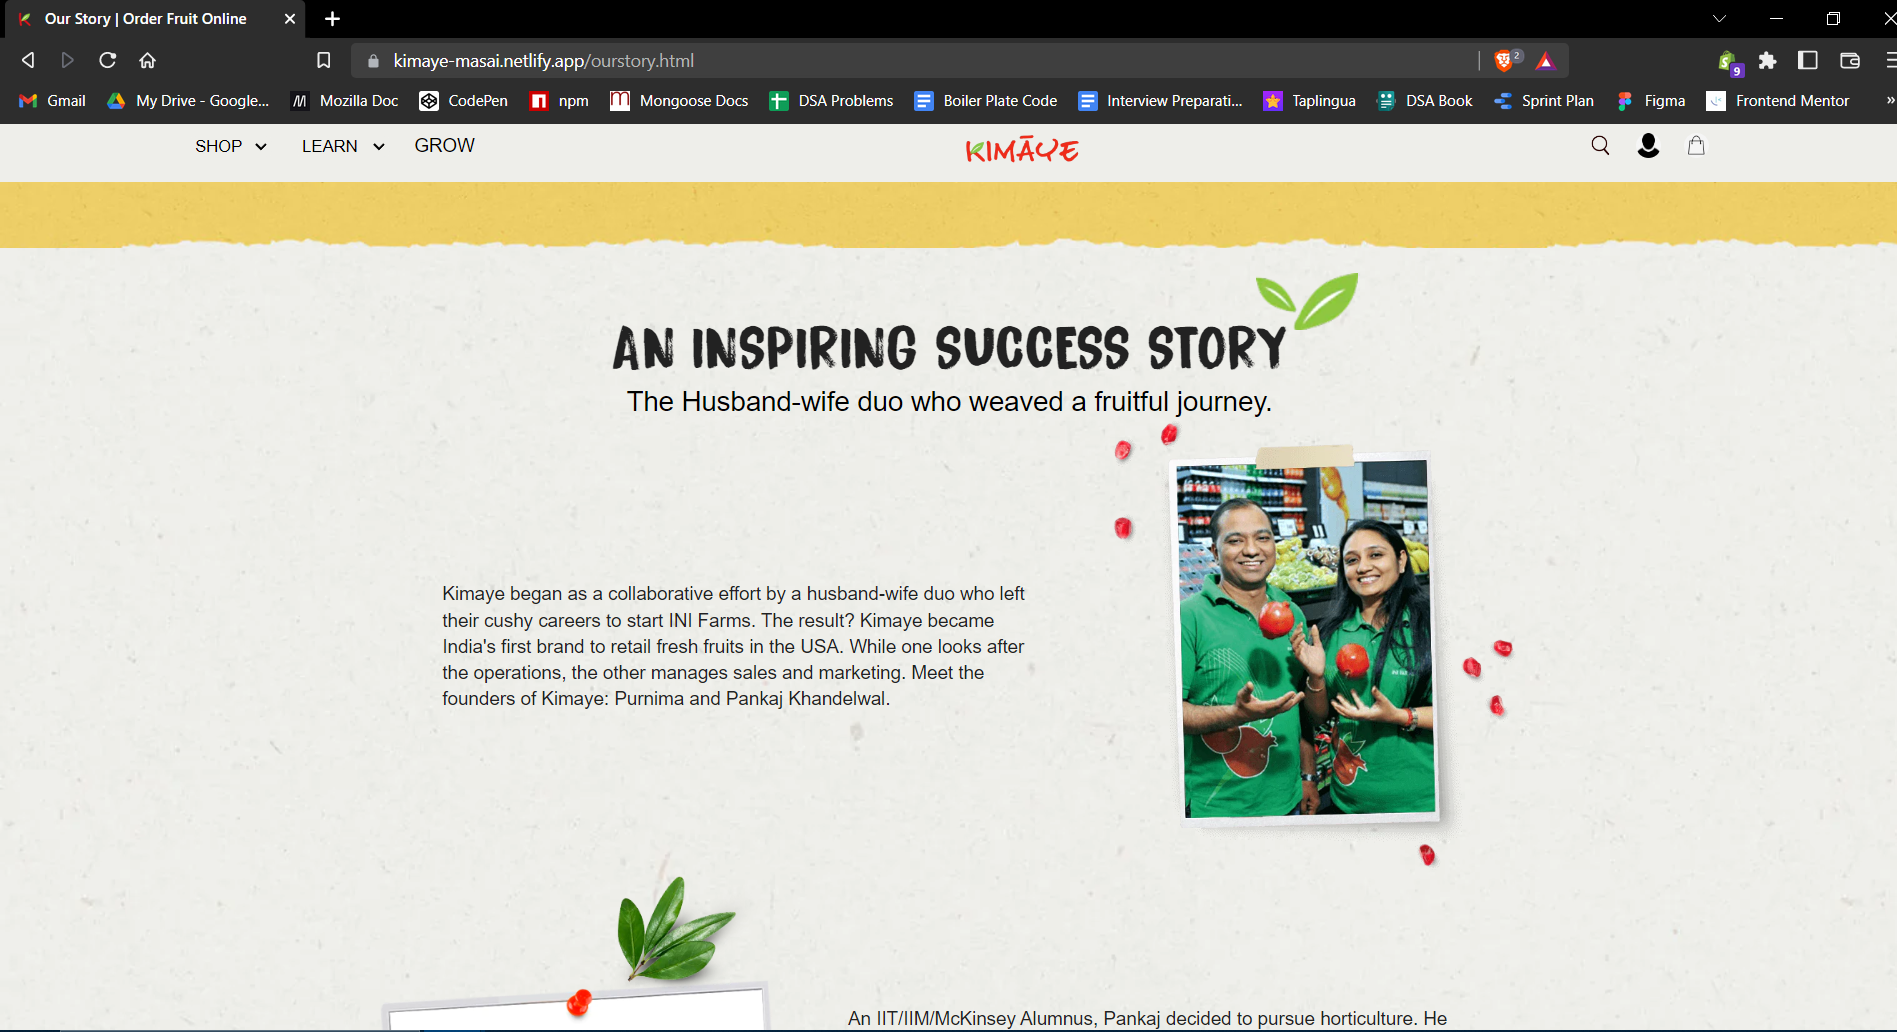 Our Story | Order Fruit Online
kimaye-masai.netlify.app/ourstory.html
2
9
Gmail
My Drive - Google...
Mozilla Doc
CodePen
npm
Mongoose Docs
DSA Problems
Boiler Plate Code
Interview Preparati...
Taplingua
DSA Book
Sprint Plan
Figma
Frontend Mentor
»
SHOP
LEARN
GROW
KIMĀYE
AN INSPIRING SUCCESS STORY
The Husband-wife duo who weaved a fruitful journey.
Kimaye began as a collaborative effort by a husband-wife duo who left
their cushy careers to start INI Farms. The result? Kimaye became
India's first brand to retail fresh fruits in the USA. While one looks after
the operations, the other manages sales and marketing. Meet the
founders of Kimaye: Purnima and Pankaj Khandelwal.
An IIT/IIM/McKinsey Alumnus, Pankaj decided to pursue horticulture. He